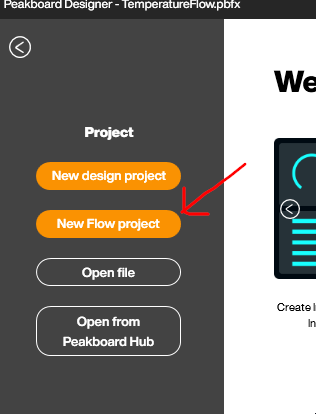 Peakboard Designer - TemperatureFlow.pbfx
We
Project
New design project
New Flow project
Open file
Open from
Peakboard Hub
Create I
In